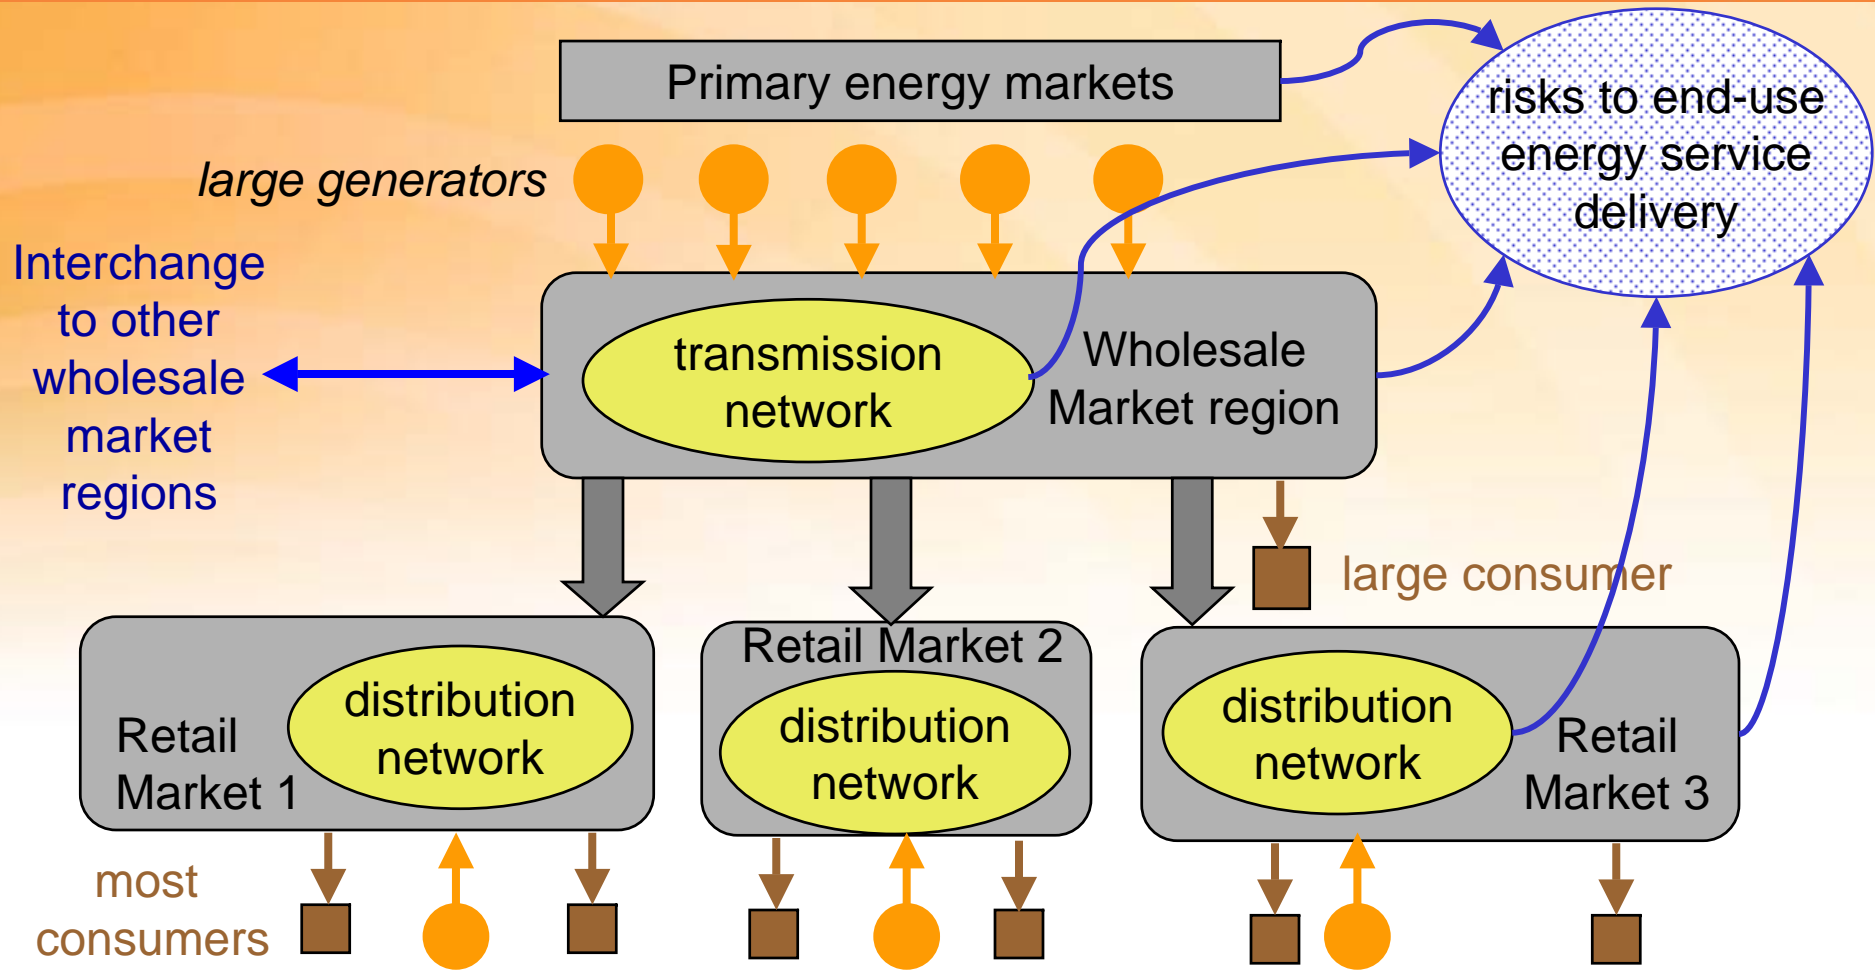 Primary energy markets
risks to end-use
energy service
delivery
large generators
Interchange
to other
wholesale
market
regions
transmission
network
Wholesale
Market region
large consumer
Retail
Market 1
distribution
network
Retail Market 2
distribution
network
distribution
network
Retail
Market 3
most
consumers